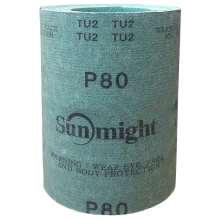 TU2 TU2
TU2 TU2
P80
Sunmight
WARNING: WEAR EYE, FACE
AND BODY-PROTECTION
P80